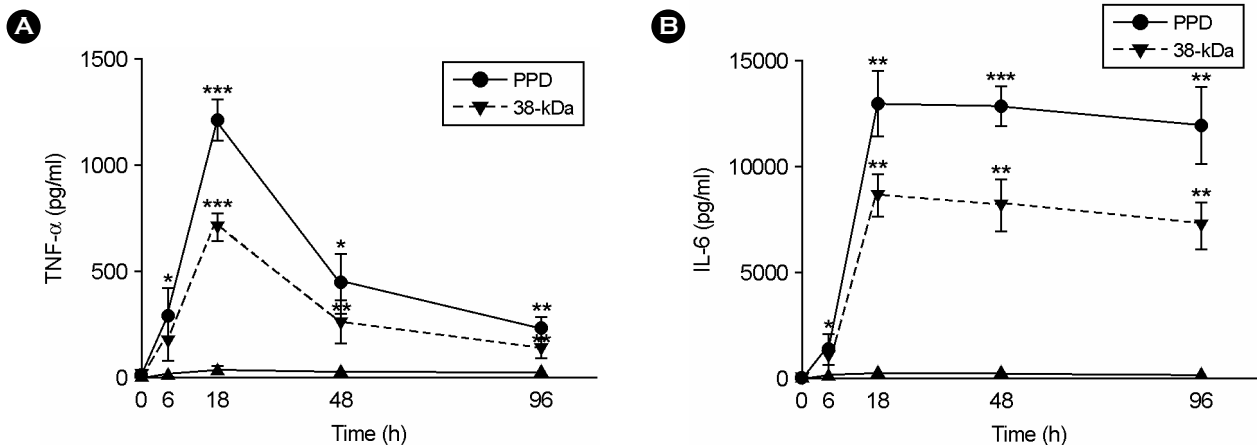 A
1500
1000
500
0
TNF-α (pg/ml)
PPD
38-kDa
*
***
***
*
**
**
**
0 6 18 48 96
Time (h)
B
15000
10000
5000
0
IL-6 (pg/ml)
PPD
38-kDa
*
**
***
**
**
**
**
0 6 18 48 96
Time (h)